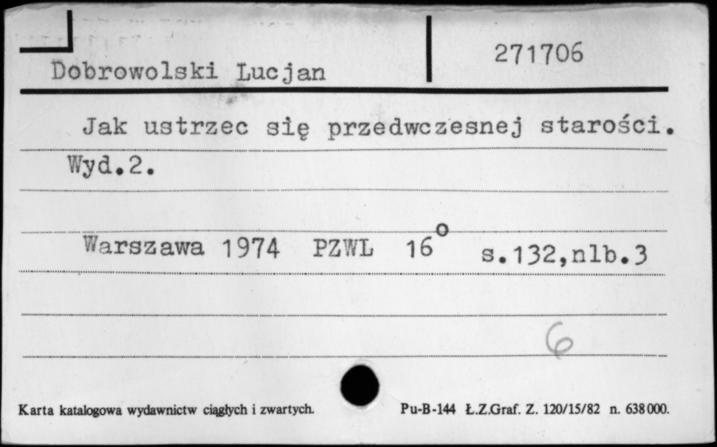 Dobrowolski Lucjan 271706
Jak ustrzec się przedwczesnej starości.
Wyd.2.
Warszawa 1974 PZWL 16° s.132,nlb.3
6
Karta katalogowa wydawnictw ciągłych i zwartych. Pu-B-144 Ł.Z.Graf. Z. 120/15/82 n. 638000.